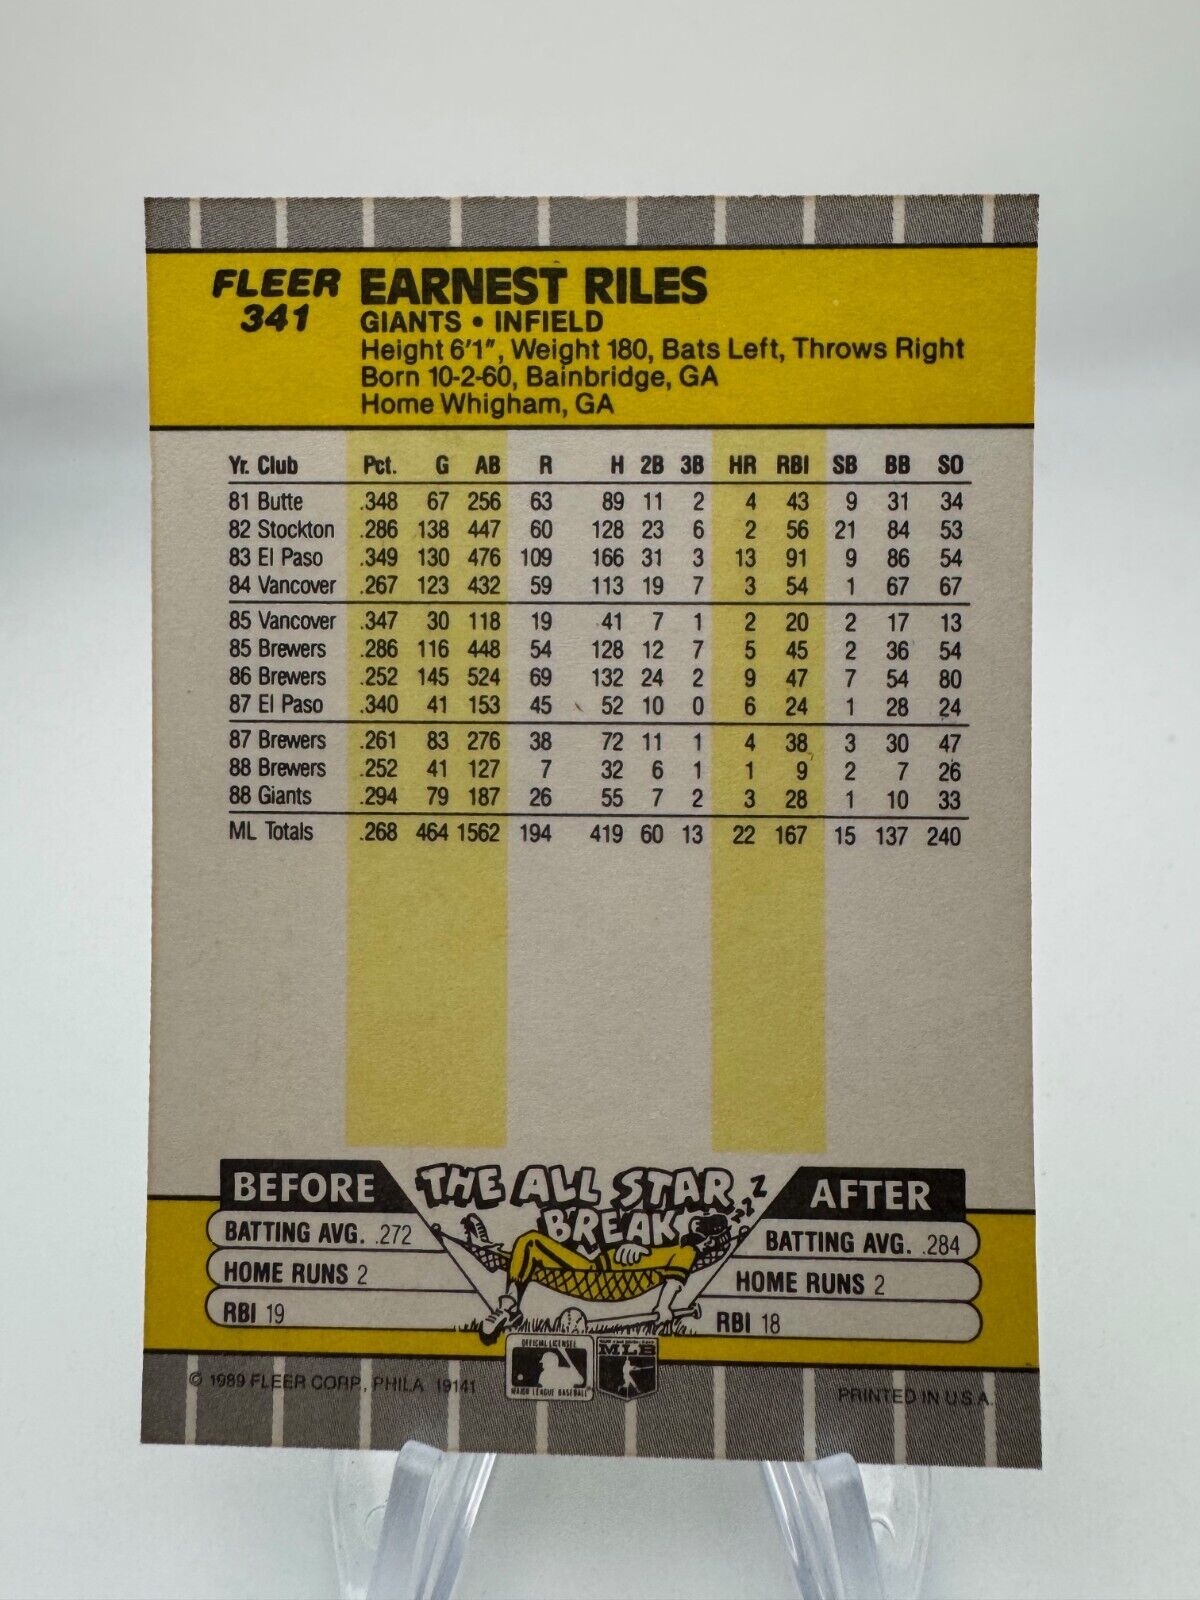 FLEER
341
EARNEST RILES
GIANTS • INFIELD
Height 6'1", Weight 180, Bats Left, Throws Right
Born 10-2-60, Bainbridge, GA
Home Whigham, GA
Yr. Club Pct. G AB R H 2B 3B HR RBI SB BB SO
81 Butte .348 67 256 63 89 11 2 4 43 9 31 34
82 Stockton .286 138 447 60 128 23 6 2 56 21 84 53
83 El Paso .349 130 476 109 166 31 3 13 91 9 86 54
84 Vancover .267 123 432 59 113 19 7 3 54 1 67 67
85 Vancover .347 30 118 19 41 7 1 2 20 2 17 13
85 Brewers .286 116 448 54 128 12 7 5 45 2 36 54
86 Brewers .252 145 524 69 132 24 2 9 47 7 54 80
87 El Paso .340 41 153 45 52 10 0 6 24 1 28 24
87 Brewers .261 83 276 38 72 11 1 4 38 3 30 47
88 Brewers .252 41 127 7 32 6 1 1 9 2 7 26
88 Giants .294 79 187 26 55 7 2 3 28 1 10 33
ML Totals .268 464 1562 194 419 60 13 22 167 15 137 240
THE ALL STAR
BREAK
ZZZZ
BEFORE
BATTING AVG. .272
HOME RUNS 2
RBI 19
AFTER
BATTING AVG. .284
HOME RUNS 2
RBI 18
OFFICIAL LICENSEE
MAJOR LEAGUE BASEBALL
MLB
© 1989 FLEER CORP., PHILA 19141
PRINTED IN U.S.A.